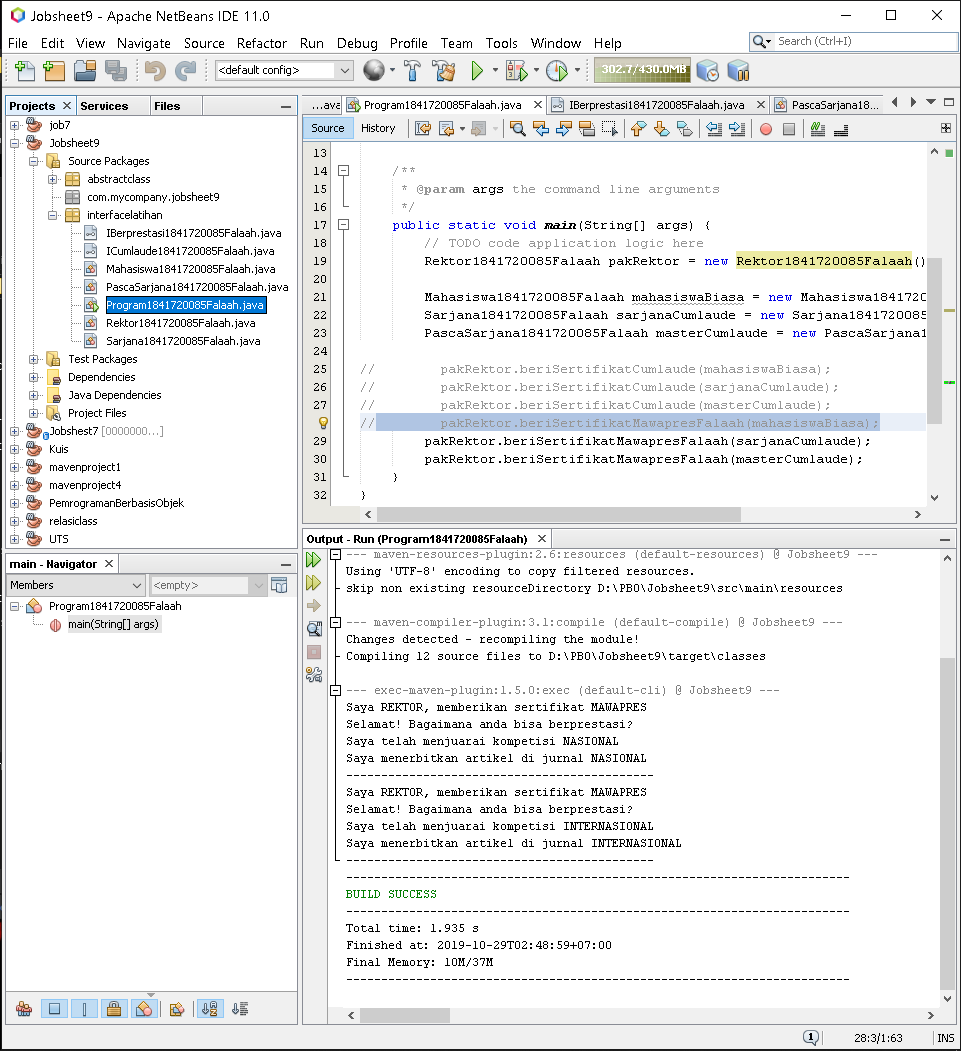 Jobsheet9 - Apache NetBeans IDE 11.0
File Edit View Navigate Source Refactor Run Debug Profile Team Tools Window Help
Search (Ctrl+I)
<default config>
302.7/430.0MB
Projects Services Files
job7
Jobsheet9
Source Packages
abstractclass
com.mycompany.jobsheet9
interfacelatihan
IBerprestasi1841720085Falaah.java
ICumlaude1841720085Falaah.java
Mahasiswa1841720085Falaah.java
PascaSarjana1841720085Falaah.java
Program1841720085Falaah.java
Rektor1841720085Falaah.java
Sarjana1841720085Falaah.java
Test Packages
Dependencies
Java Dependencies
Project Files
Jobshest7 [0000000...]
Kuis
mavenproject1
mavenproject4
PemrogramanBerbasisObjek
relasiclass
UTS
main - Navigator
Members <empty>
Program1841720085Falaah
main(String[] args)
...ava Program1841720085Falaah.java IBerprestasi1841720085Falaah.java PascaSarjana18...
Source History
13
14 /**
15 * @param args the command line arguments
16 */
17 public static void main(String[] args) {
18 // TODO code application logic here
19 Rektor1841720085Falaah pakRektor = new Rektor1841720085Falaah()
20
21 Mahasiswa1841720085Falaah mahasiswaBiasa = new Mahasiswa184172
22 Sarjana1841720085Falaah sarjanaCumlaude = new Sarjana184172008
23 PascaSarjana1841720085Falaah masterCumlaude = new PascaSarjana1
24
25 // pakRektor.beriSertifikatCumlaude(mahasiswaBiasa);
26 // pakRektor.beriSertifikatCumlaude(sarjanaCumlaude);
27 // pakRektor.beriSertifikatCumlaude(masterCumlaude);
// pakRektor.beriSertifikatMawapresFalaah(mahasiswaBiasa);
29 pakRektor.beriSertifikatMawapresFalaah(sarjanaCumlaude);
30 pakRektor.beriSertifikatMawapresFalaah(masterCumlaude);
31 }
32 }
Output - Run (Program1841720085Falaah)
--- maven-resources-plugin:2.6:resources (default-resources) @ Jobsheet9 ---
Using 'UTF-8' encoding to copy filtered resources.
skip non existing resourceDirectory D:\PBO\Jobsheet9\src\main\resources
--- maven-compiler-plugin:3.1:compile (default-compile) @ Jobsheet9 ---
Changes detected - recompiling the module!
Compiling 12 source files to D:\PBO\Jobsheet9\target\classes
--- exec-maven-plugin:1.5.0:exec (default-cli) @ Jobsheet9 ---
Saya REKTOR, memberikan sertifikat MAWAPRES
Selamat! Bagaimana anda bisa berprestasi?
Saya telah menjuarai kompetisi NASIONAL
Saya menerbitkan artikel di jurnal NASIONAL
--------------------------------------------
Saya REKTOR, memberikan sertifikat MAWAPRES
Selamat! Bagaimana anda bisa berprestasi?
Saya telah menjuarai kompetisi INTERNASIONAL
Saya menerbitkan artikel di jurnal INTERNASIONAL
--------------------------------------------
------------------------------------------------------------------------
BUILD SUCCESS
------------------------------------------------------------------------
Total time: 1.935 s
Finished at: 2019-10-29T02:48:59+07:00
Final Memory: 10M/37M
------------------------------------------------------------------------
1 28:3/1:63 INS